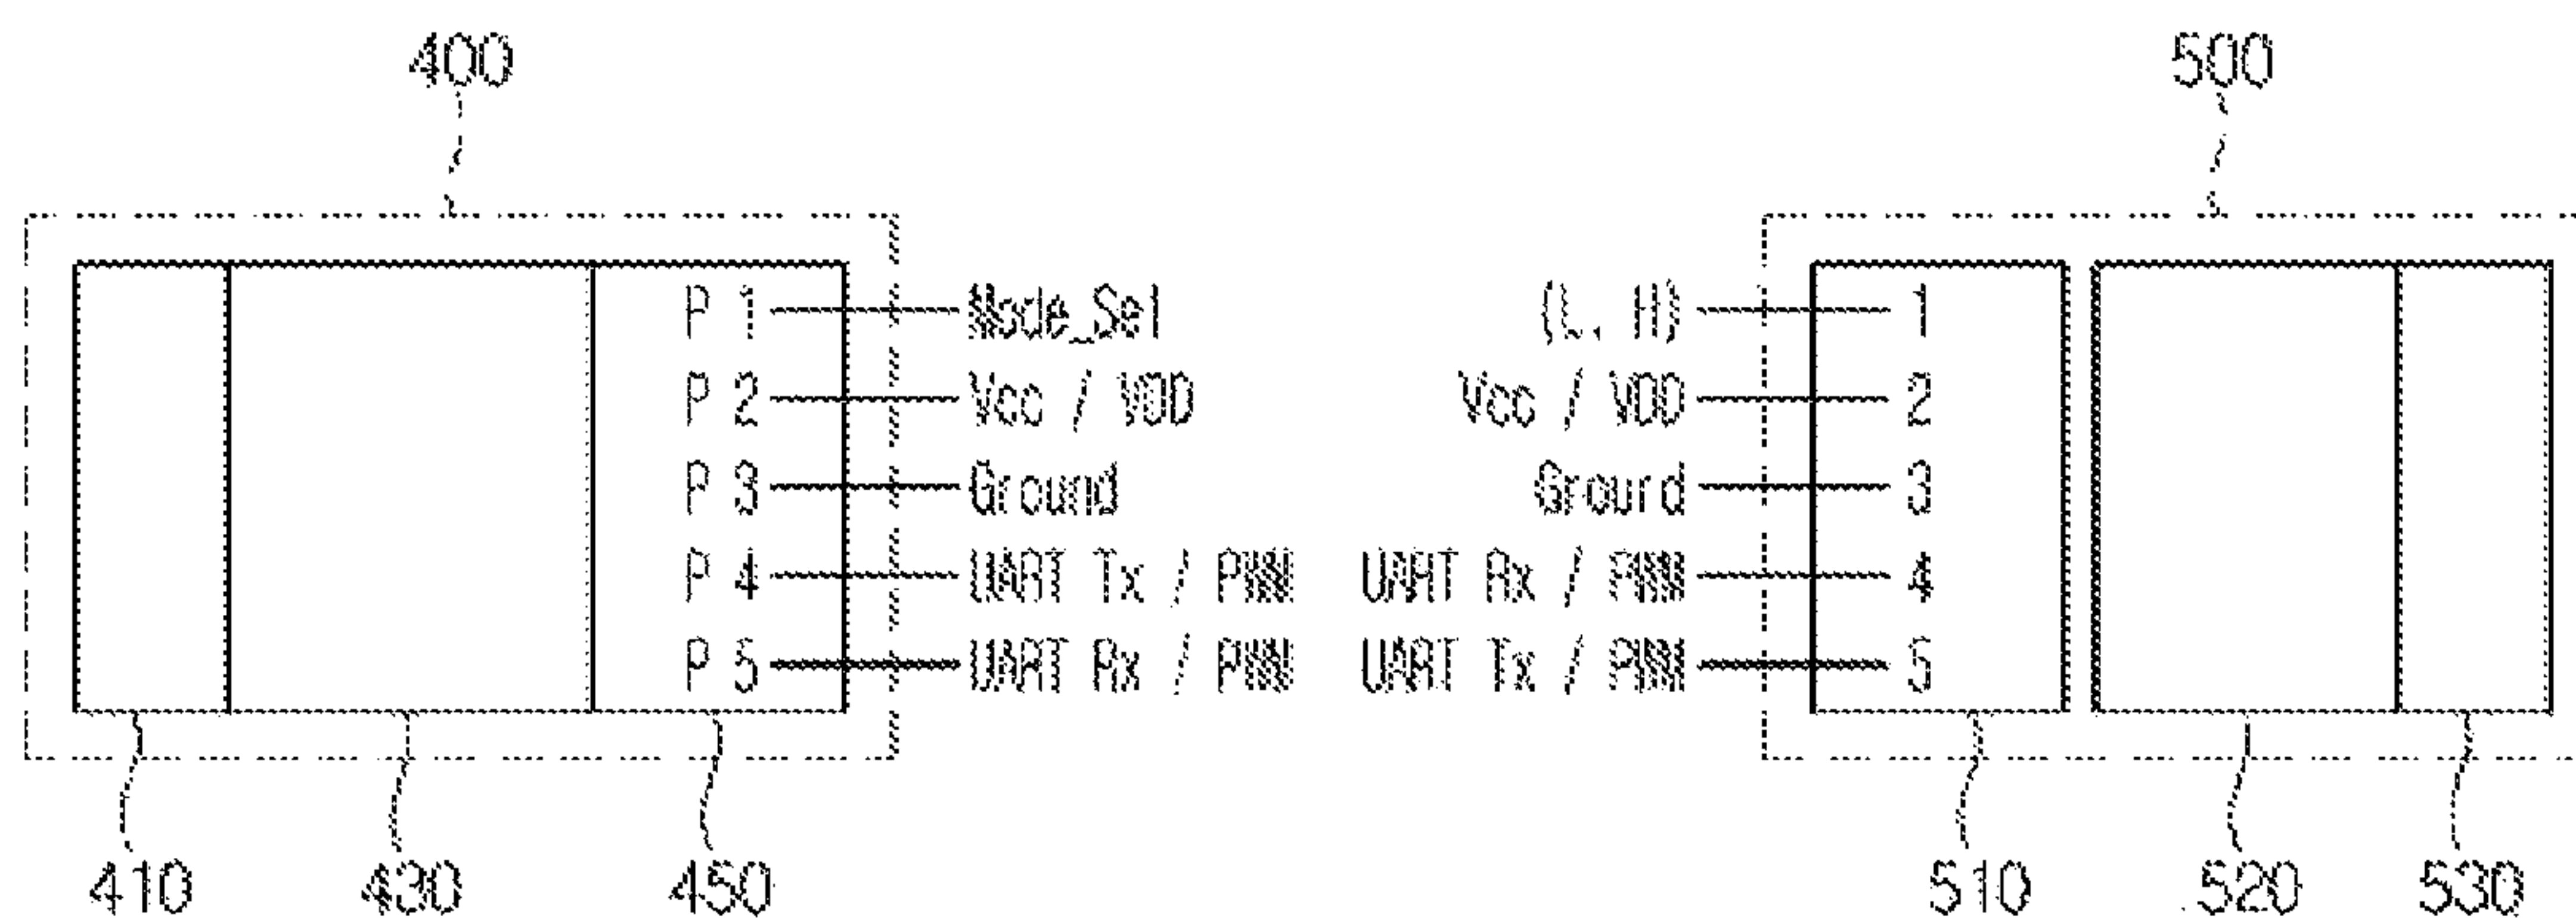 400 500
P 1 Mode_Sel (L, H) 1
P 2 Vcc / VDD Vcc / VDD 2
P 3 Ground Ground 3
P 4 UART Tx / PWM UART Rx / PWM 4
P 5 UART Rx / PWM UART Tx / PWM 5
410 430 450 510 520 530